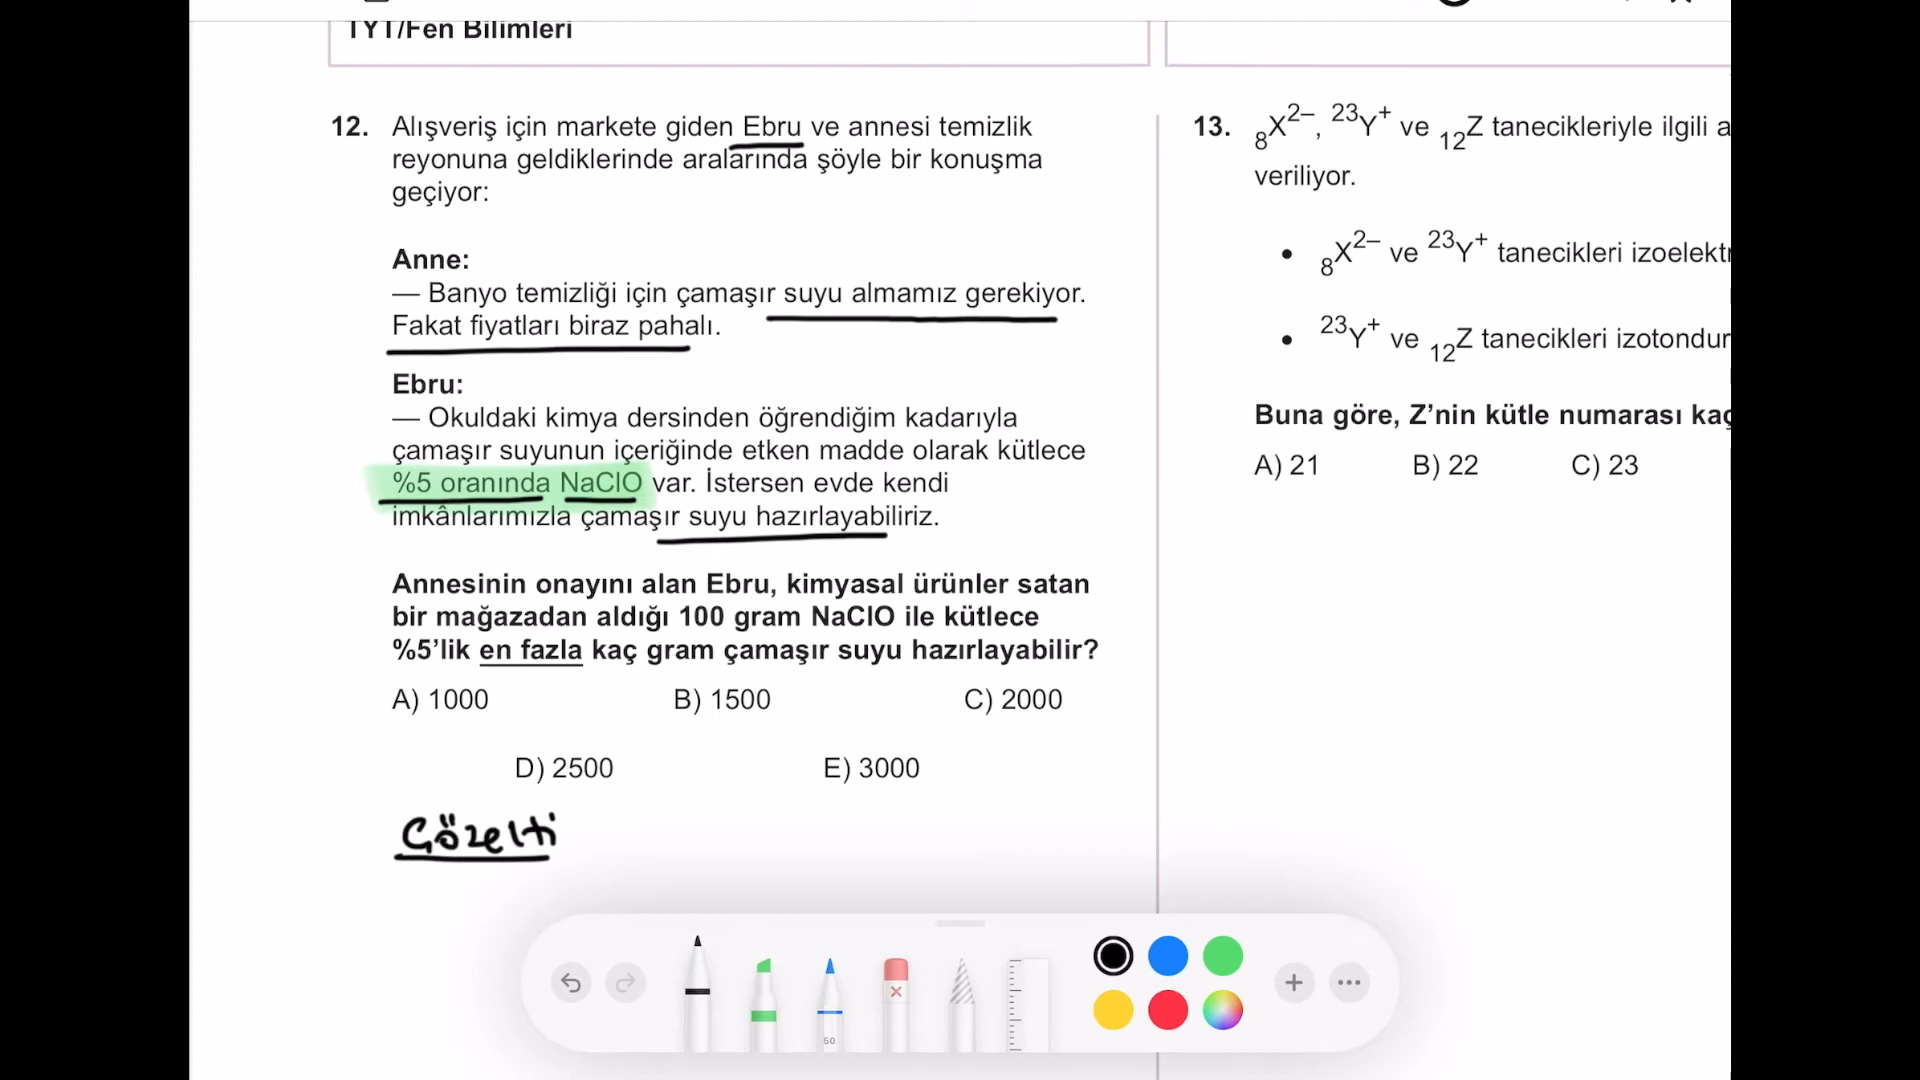 TYT/Fen Bilimleri
12. Alışveriş için markete giden Ebru ve annesi temizlik
reyonuna geldiklerinde aralarında şöyle bir konuşma
geçiyor:
Anne:
— Banyo temizliği için çamaşır suyu almamız gerekiyor.
Fakat fiyatları biraz pahalı.
Ebru:
— Okuldaki kimya dersinden öğrendiğim kadarıyla
çamaşır suyunun içeriğinde etken madde olarak kütlece
%5 oranında NaClO var. İstersen evde kendi
imkânlarımızla çamaşır suyu hazırlayabiliriz.
Annesinin onayını alan Ebru, kimyasal ürünler satan
bir mağazadan aldığı 100 gram NaClO ile kütlece
%5’lik en fazla kaç gram çamaşır suyu hazırlayabilir?
A) 1000 B) 1500 C) 2000
D) 2500 E) 3000
Çözelti
13. ₈X²⁻, ²³Y⁺ ve ₁₂Z tanecikleriyle ilgili a
veriliyor.
• ₈X²⁻ ve ²³Y⁺ tanecikleri izoelekt
• ²³Y⁺ ve ₁₂Z tanecikleri izotondur
Buna göre, Z’nin kütle numarası kaç
A) 21 B) 22 C) 23
50